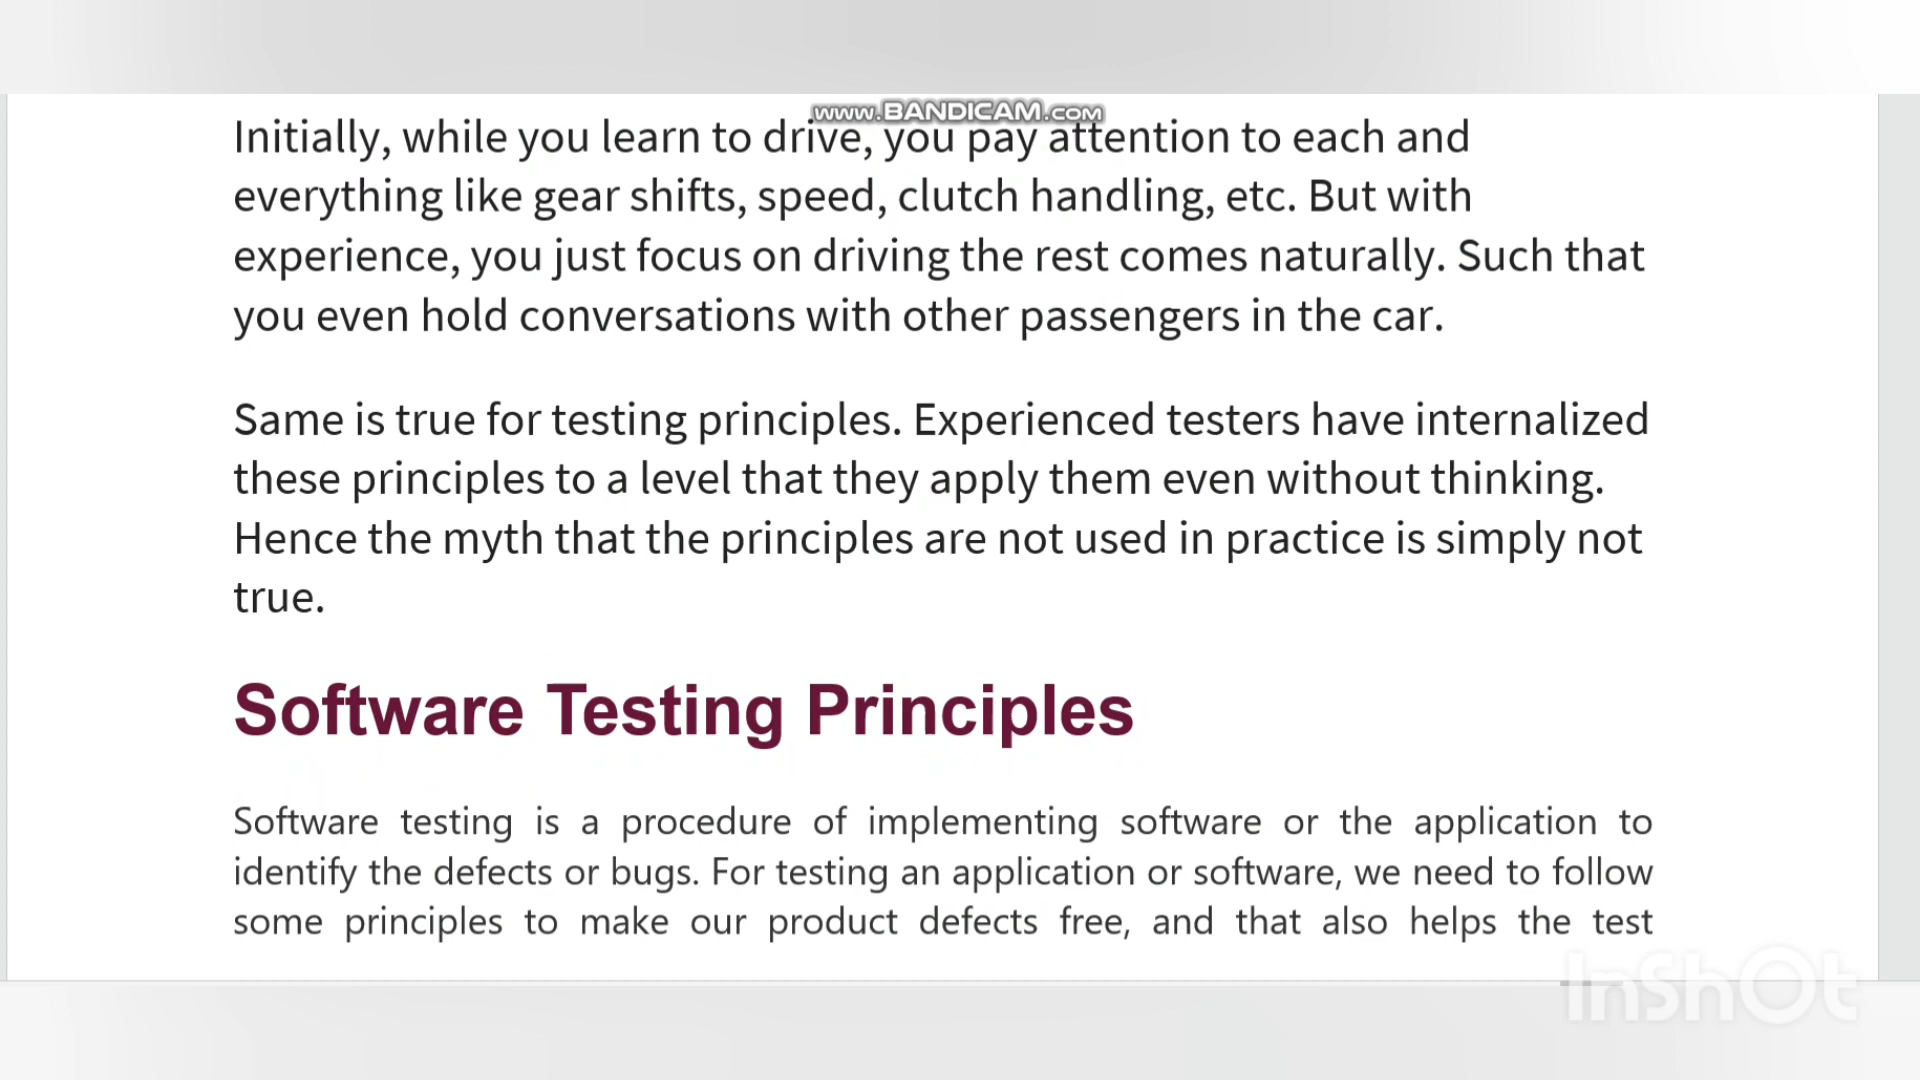 www.BANDICAM.com
Initially, while you learn to drive, you pay attention to each and
everything like gear shifts, speed, clutch handling, etc. But with
experience, you just focus on driving the rest comes naturally. Such that
you even hold conversations with other passengers in the car.
Same is true for testing principles. Experienced testers have internalized
these principles to a level that they apply them even without thinking.
Hence the myth that the principles are not used in practice is simply not
true.
Software Testing Principles
Software testing is a procedure of implementing software or the application to
identify the defects or bugs. For testing an application or software, we need to follow
some principles to make our product defects free, and that also helps the test
InShOt